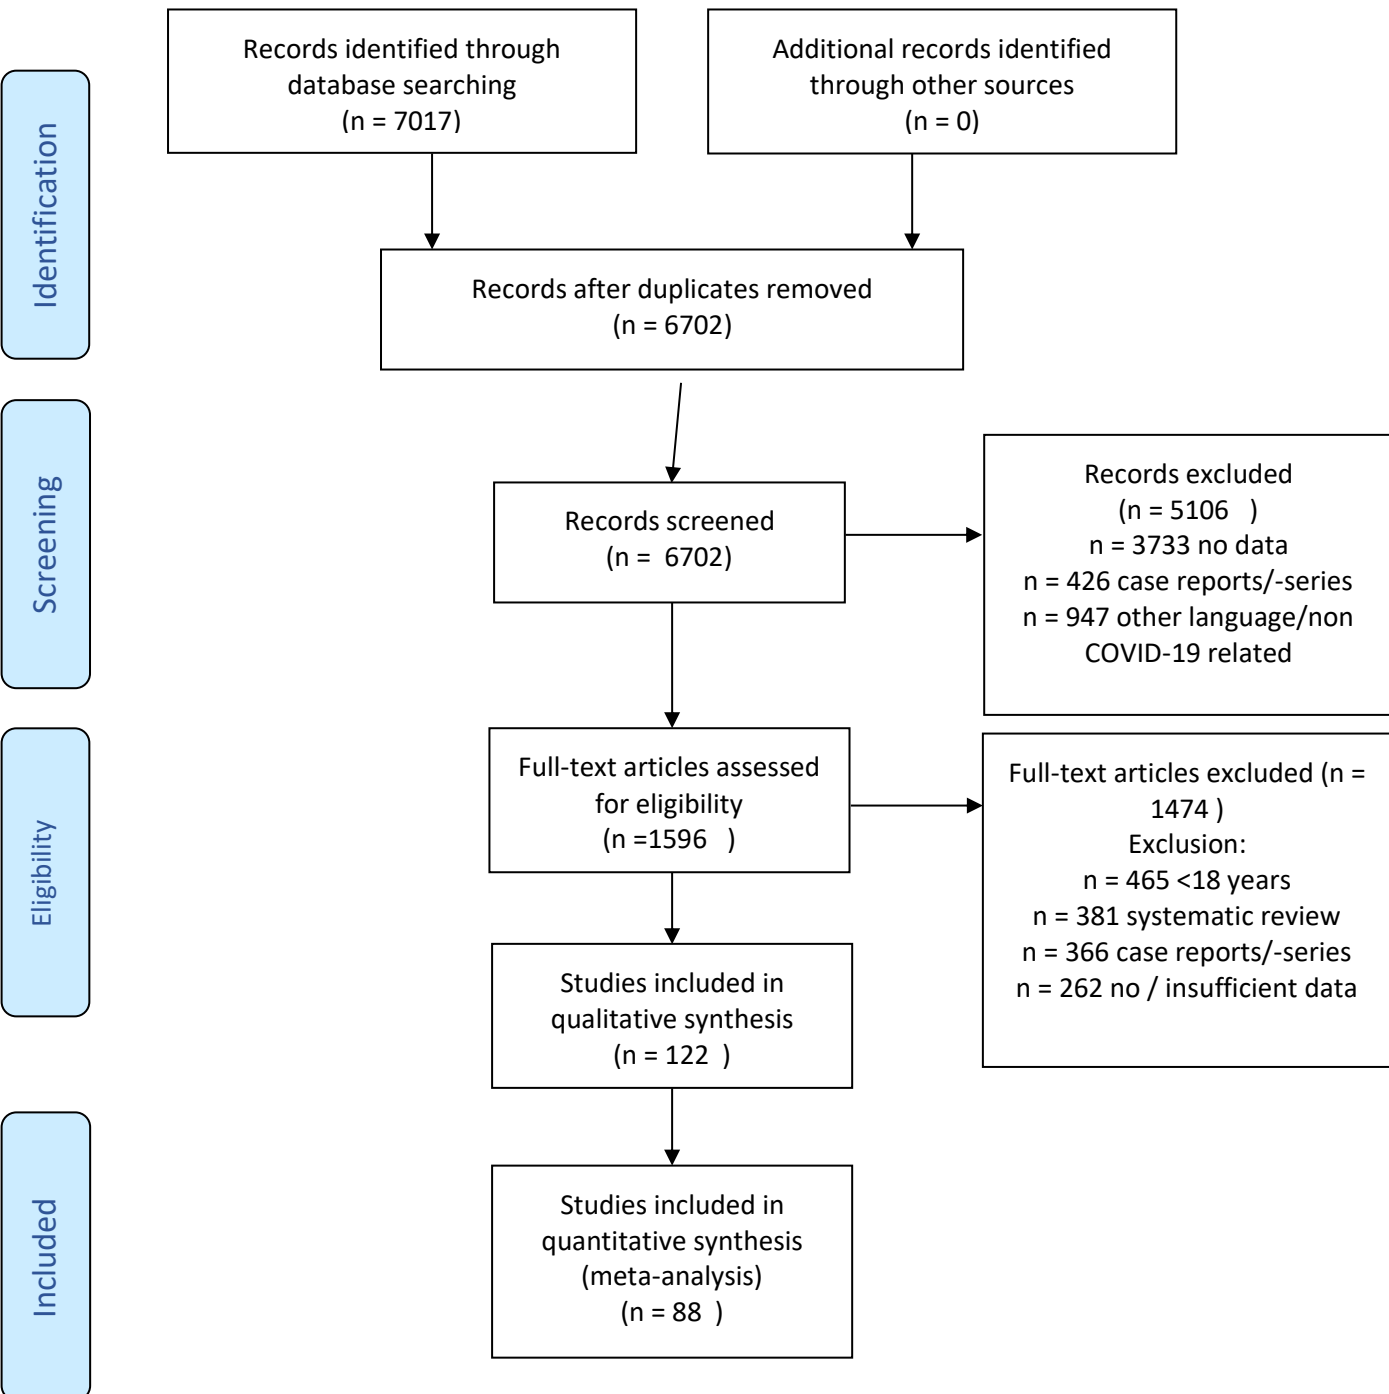 Records identified through
database searching
(n = 7017)
Additional records identified
through other sources
(n = 0)
Identification
Records after duplicates removed
(n = 6702)
Screening
Records screened
(n =  6702)
Records excluded
(n = 5106   )
n = 3733 no data
n = 426 case reports/-series
n = 947 other language/non
COVID-19 related
Eligibility
Full-text articles assessed
for eligibility
(n =1596   )
Full-text articles excluded (n =
1474 )
Exclusion:
n = 465 <18 years
n = 381 systematic review
n = 366 case reports/-series
n = 262 no / insufficient data
Studies included in
qualitative synthesis
(n = 122  )
Included
Studies included in
quantitative synthesis
(meta-analysis)
(n = 88  )